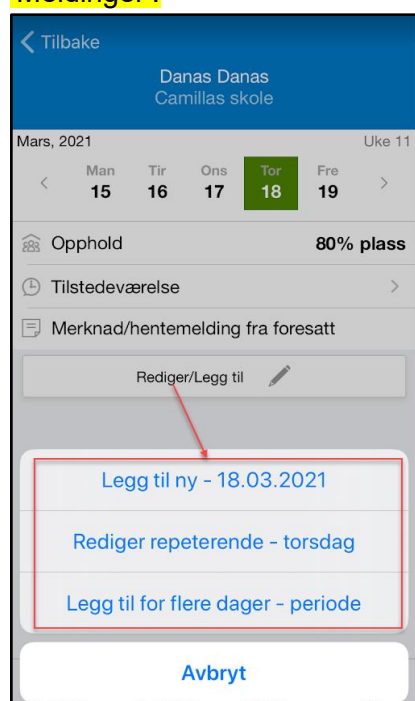 Meldinger :
Tilbake
Danas Danas
Camillas skole
Mars, 2021 Uke 11
Man Tir Ons Tor Fre
15 16 17 18 19
Opphold 80% plass
Tilstedeværelse
Merknad/hentemelding fra foresatt
Rediger/Legg til
Legg til ny - 18.03.2021
Rediger repeterende - torsdag
Legg til for flere dager - periode
Avbryt